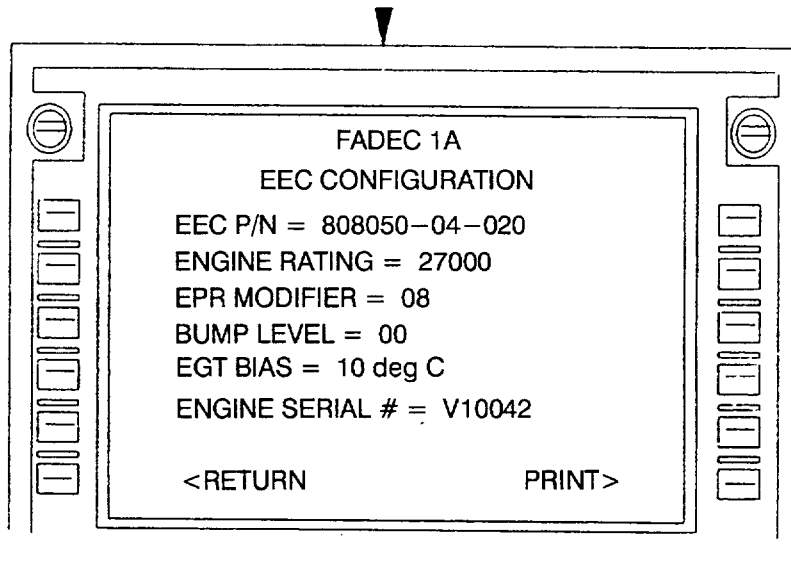 FADEC 1A
EEC CONFIGURATION
EEC P/N = 808050-04-020
ENGINE RATING = 27000
EPR MODIFIER = 08
BUMP LEVEL = 00
EGT BIAS = 10 deg C
ENGINE SERIAL # = V10042
<RETURN PRINT>